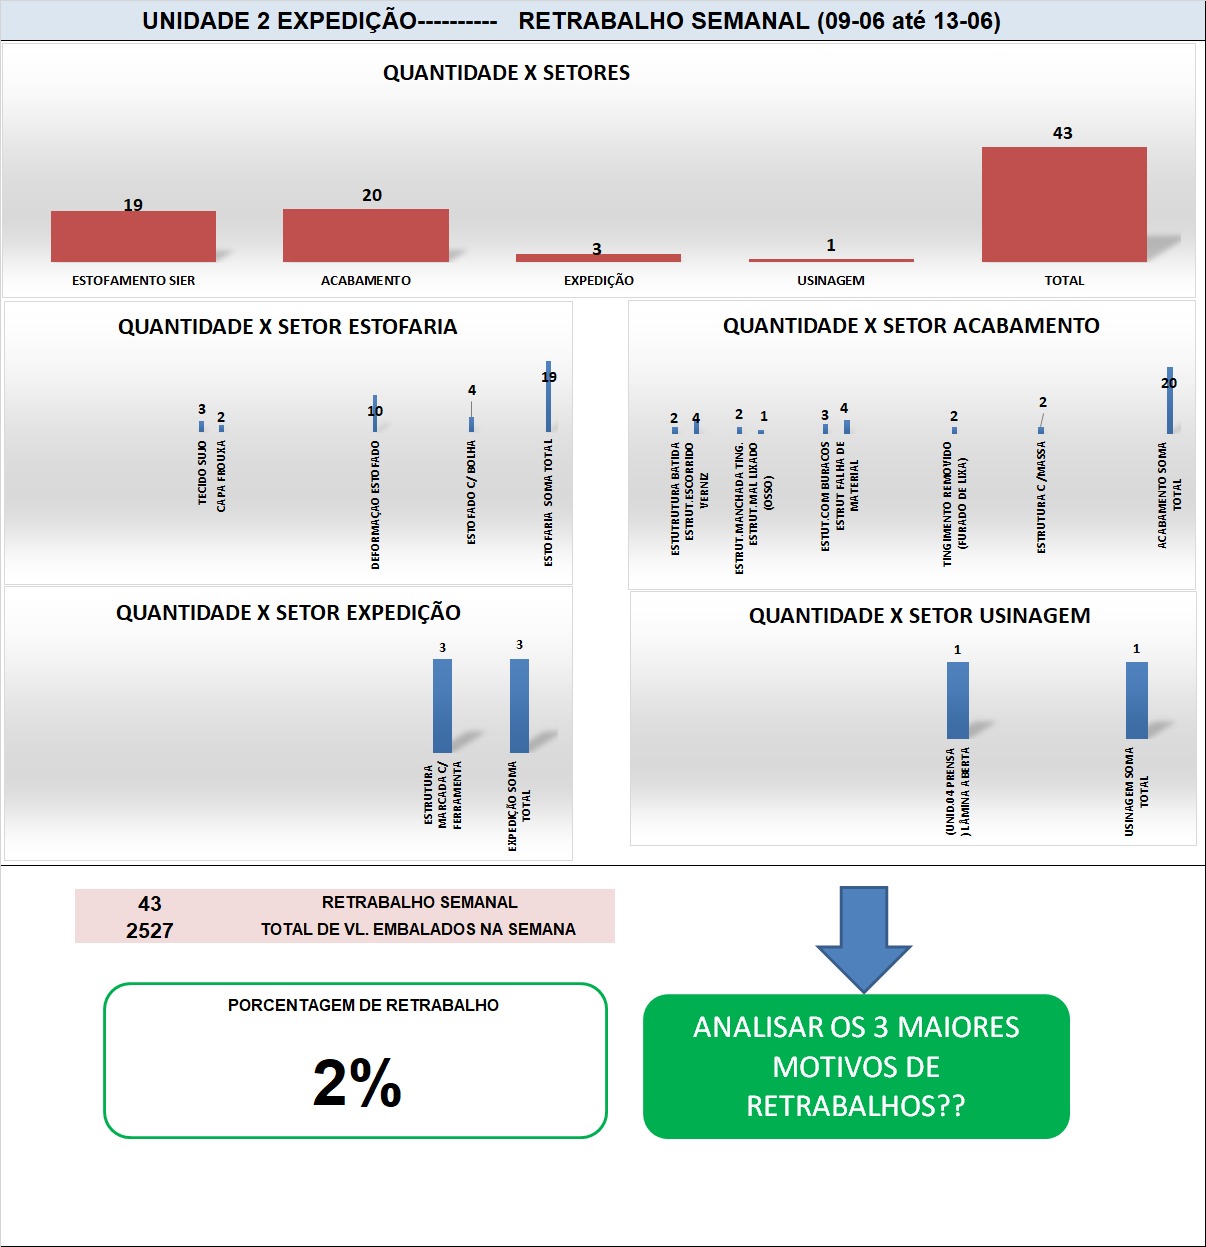 UNIDADE 2 EXPEDIÇÃO---------- RETRABALHO SEMANAL (09-06 até 13-06)
QUANTIDADE X SETORES
19
20
3
1
43
ESTOFAMENTO SIER
ACABAMENTO
EXPEDIÇÃO
USINAGEM
TOTAL
QUANTIDADE X SETOR ESTOFARIA
3
2
10
4
19
TECIDO SUJO
CAPA FROUXA
DEFORMAÇAO ESTOFADO
ESTOFADO C/ BOLHA
ESTOFARIA SOMA TOTAL
QUANTIDADE X SETOR ACABAMENTO
2
4
2
1
3
4
2
2
20
ESTUTRUTURA BATIDA
ESTRUT.ESCORRIDO
VERNIZ
ESTRUT.MANCHADA TING.
ESTRUT.MAL LIXADO
(OSSO)
ESTUT.COM BURACOS
ESTRUT FALHA DE
MATERIAL
TINGIMENTO REMOVIDO
(FURADO DE LIXA)
ESTRUTURA C /MASSA
ACABAMENTO SOMA
TOTAL
QUANTIDADE X SETOR EXPEDIÇÃO
3
3
ESTRUTURA
MARCADA C/
FERRAMENTA
EXPEDIÇÃO SOMA
TOTAL
QUANTIDADE X SETOR USINAGEM
1
1
(UNID.04 PRENSA
) LÂMINA ABERTA
USINAGEM SOMA
TOTAL
43 RETRABALHO SEMANAL
2527 TOTAL DE VL. EMBALADOS NA SEMANA
PORCENTAGEM DE RETRABALHO
2%
ANALISAR OS 3 MAIORES
MOTIVOS DE
RETRABALHOS??